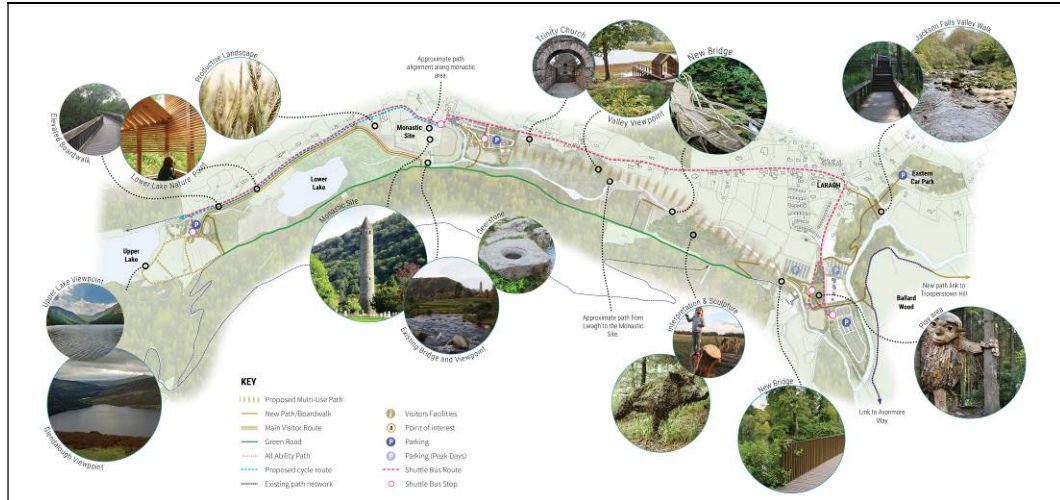 Productive Landscape
Approximate path
alignment along monastic
area.
Trinity Church
New Bridge
Jackson Falls Valley Walk
Elevated Boardwalk
Lower Lake Nature Pond
Monastic
Site
Valley Viewpoint
Lower
Lake
LARAGH
Eastern
Car Park
Upper
Lake
Monastic Site
Deerstone
Upper Lake Viewpoint
Existing Bridge and Viewpoint
Approximate path from
Laragh to the Monastic
Site.
Interpretation & Sculpture
Ballard
Wood
New path link to
Trooperstown Hill
Play area
Glendalough Viewpoint
New Bridge
Link to Avonmore
Way.
KEY
Proposed Multi-Use Path
New Path/Boardwalk
Main Visitor Route
Green Road
All Ability Path
Proposed cycle route
Existing path network
Visitors Facilities
Point of interest
Parking
Parking (Peak Days)
Shuttle Bus Route
Shuttle Bus Stop
P
P
P
P
P
P
P
P